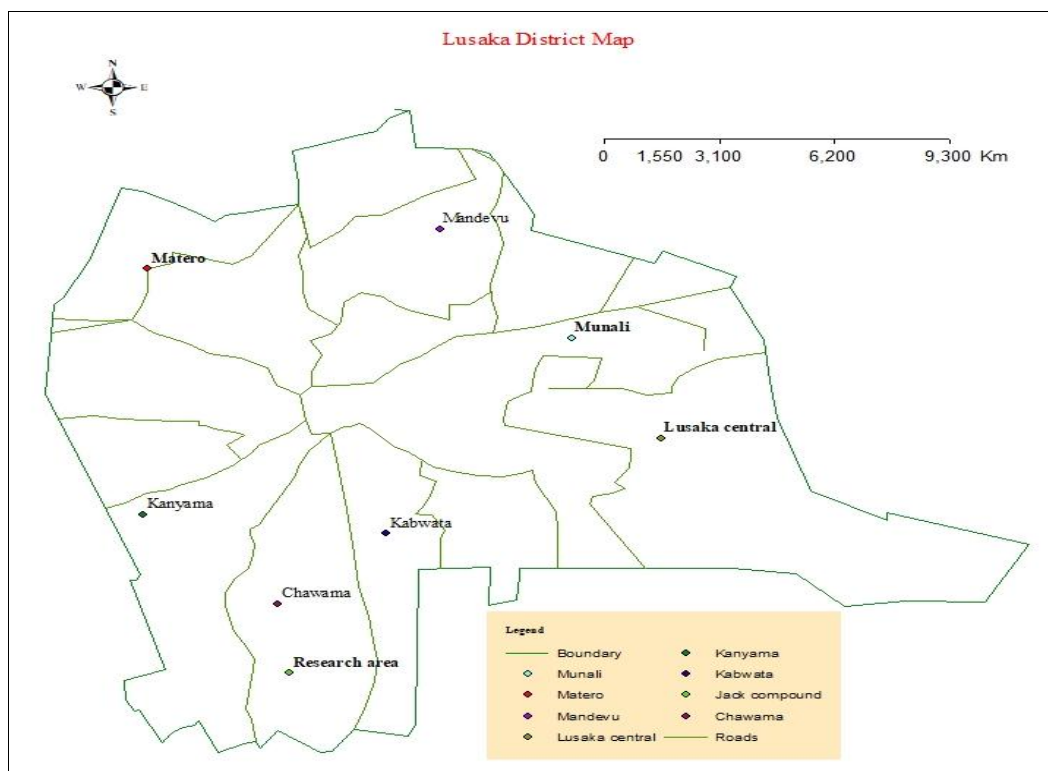 Lusaka District Map
N
W E
S
0 1,550 3,100 6,200 9,300 Km
Mandevu
Matero
Munali
Lusaka central
Kanyama
Kabwata
Chawama
Research area
Legend
Boundary
Munali
Matero
Mandevu
Lusaka central
Kanyama
Kabwata
Jack compound
Chawama
Roads